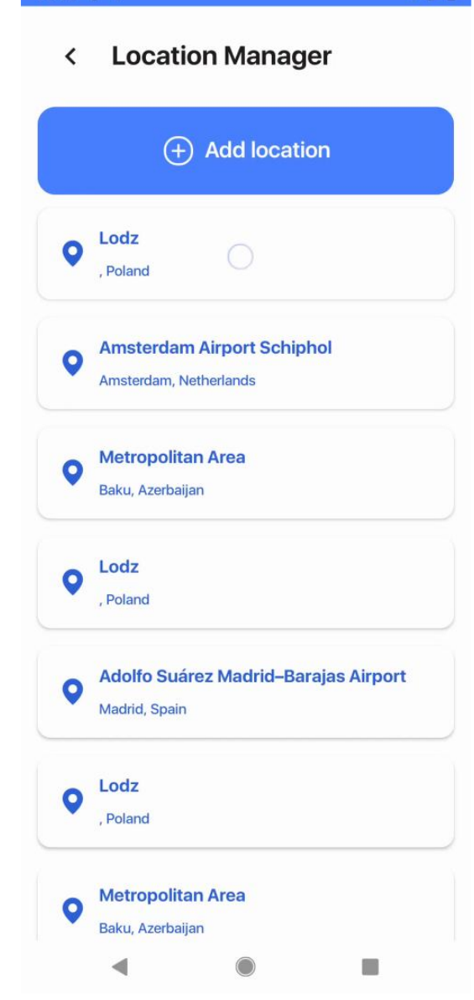 Location Manager
Add location
Lodz
, Poland
Amsterdam Airport Schiphol
Amsterdam, Netherlands
Metropolitan Area
Baku, Azerbaijan
Lodz
, Poland
Adolfo Suárez Madrid–Barajas Airport
Madrid, Spain
Lodz
, Poland
Metropolitan Area
Baku, Azerbaijan